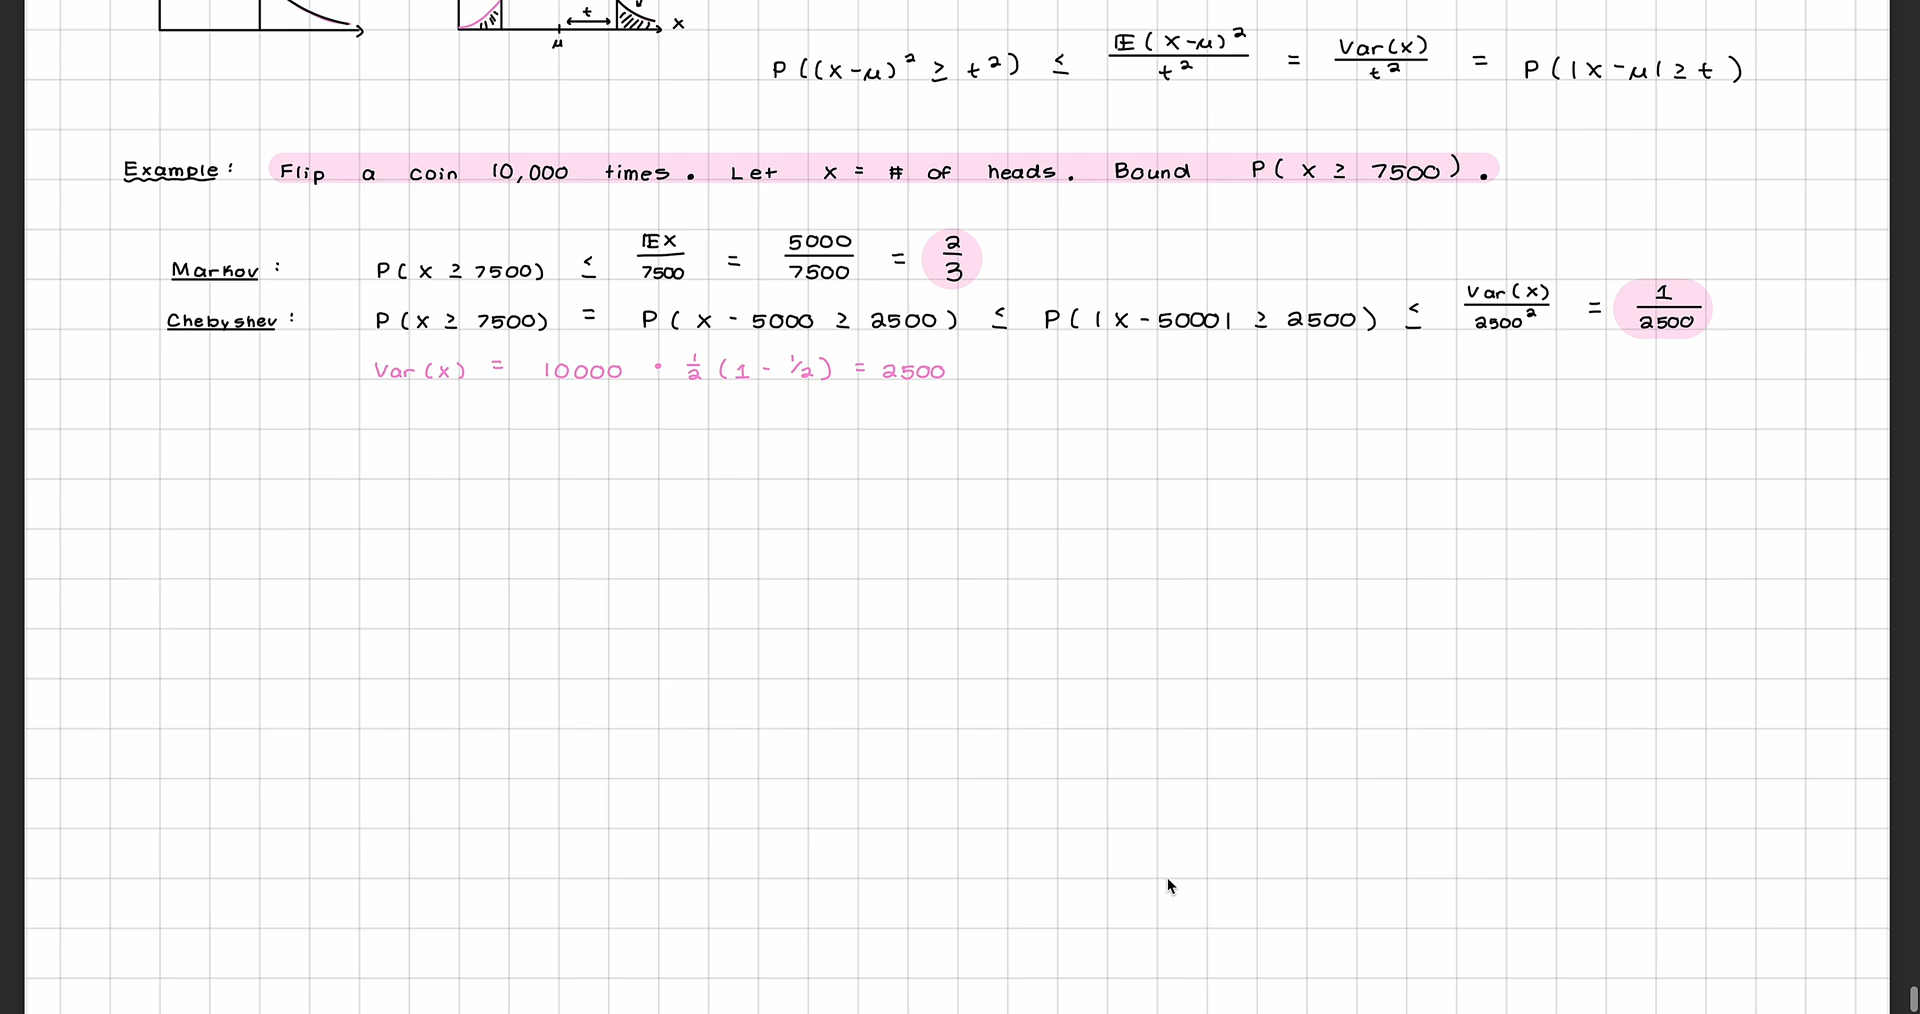 t
x
μ
P((x-μ)² ≥ t²) ≤ 𝔼(x-μ)²/t² = Var(x)/t² = P(|x-μ| ≥ t)
Example: Flip a coin 10,000 times. Let x = # of heads. Bound P(x ≥ 7500).
Markov: P(x ≥ 7500) ≤ 𝔼x/7500 = 5000/7500 = 2/3
Chebyshev: P(x ≥ 7500) = P(x - 5000 ≥ 2500) ≤ P(|x-5000| ≥ 2500) ≤ Var(x)/2500² = 1/2500
Var(x) = 10000 · 1/2 (1 - 1/2) = 2500